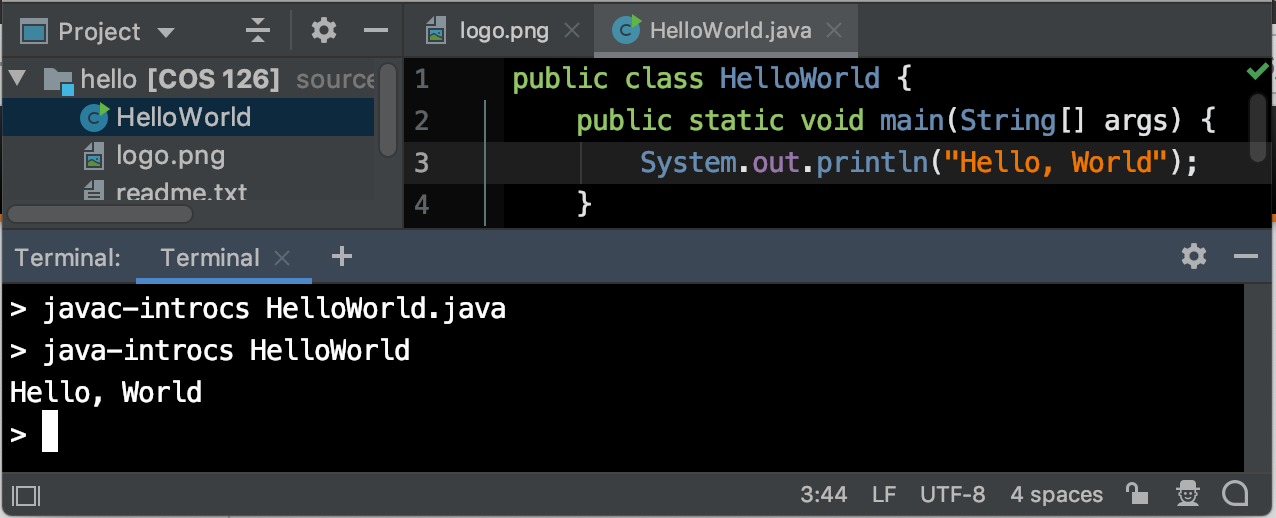 Project
logo.png
HelloWorld.java
hello [COS 126] source
HelloWorld
logo.png
readme.txt
1 public class HelloWorld {
2 public static void main(String[] args) {
3 System.out.println("Hello, World");
4 }
Terminal: Terminal
> javac-introcs HelloWorld.java
> java-introcs HelloWorld
Hello, World
>
3:44 LF UTF-8 4 spaces